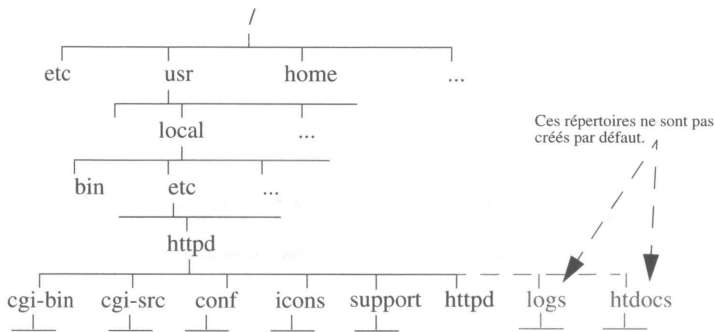 /
etc usr home ...
local ...
Ces répertoires ne sont pas
créés par défaut.
bin etc ...
httpd
cgi-bin cgi-src conf icons support httpd logs htdocs